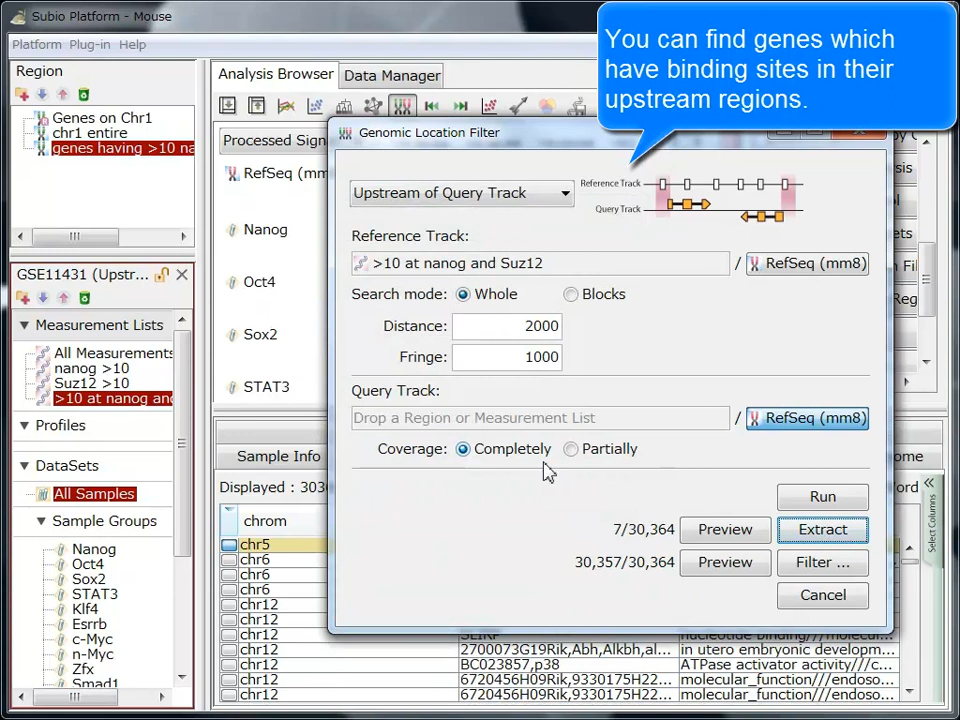 Subio Platform - Mouse
You can find genes which
have binding sites in their
upstream regions.
Platform Plug-in Help
Region
Genes on Chr1
chr1 entire
genes having >10 na
Analysis Browser
Data Manager
Processed Sign
RefSeq (mm
Nanog
Oct4
Sox2
STAT3
Genomic Location Filter
Upstream of Query Track
Reference Track
Query Track
Reference Track:
>10 at nanog and Suz12
/ RefSeq (mm8)
Search mode: Whole Blocks
Distance: 2000
Fringe: 1000
Query Track:
Drop a Region or Measurement List
/ RefSeq (mm8)
Coverage: Completely Partially
Run
7/30,364 Preview Extract
30,357/30,364 Preview Filter ...
Cancel
GSE11431 (Upstr...
Measurement Lists
All Measurements
nanog >10
Suz12 >10
>10 at nanog and
Profiles
DataSets
All Samples
Sample Groups
Nanog
Oct4
Sox2
STAT3
Klf4
Esrrb
c-Myc
n-Myc
Zfx
Smad1
Sample Info
ome
Displayed : 303
ord
Select Columns
chrom
chr5
chr6
chr6
chr6
chr12
chr12
chr12 nucleotide binding///molecul...
chr12 2700073G19Rik,Abh,Alkbh,al... in utero embryonic developm...
chr12 BC023857,p38 ATPase activator activity///c...
chr12 6720456H09Rik,9330175H22... molecular_function///endoso...
chr12 6720456H09Rik,9330175H22... molecular_function///endoso...